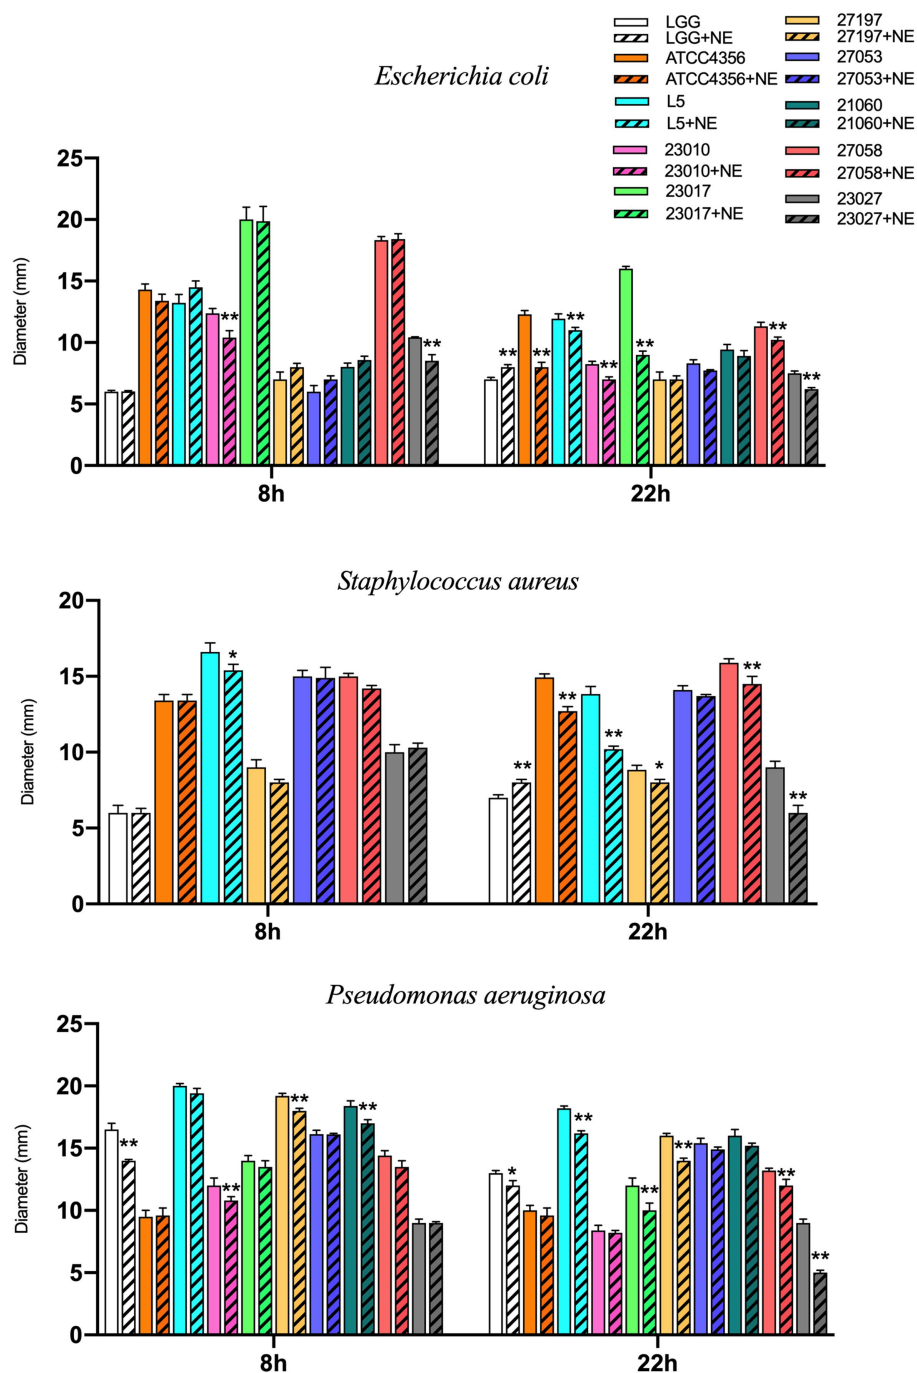 LGG
LGG+NE
ATCC4356
ATCC4356+NE
L5
L5+NE
23010
23010+NE
23017
23017+NE
27197
27197+NE
27053
27053+NE
21060
21060+NE
27058
27058+NE
23027
23027+NE
Escherichia coli
Diameter (mm)
25
20
15
10
5
0
**
**
**
**
**
**
**
**
**
8h
22h
Staphylococcus aureus
Diameter (mm)
20
15
10
5
0
*
**
**
**
*
**
**
8h
22h
Pseudomonas aeruginosa
Diameter (mm)
25
20
15
10
5
0
**
**
**
**
*
**
**
**
**
**
8h
22h